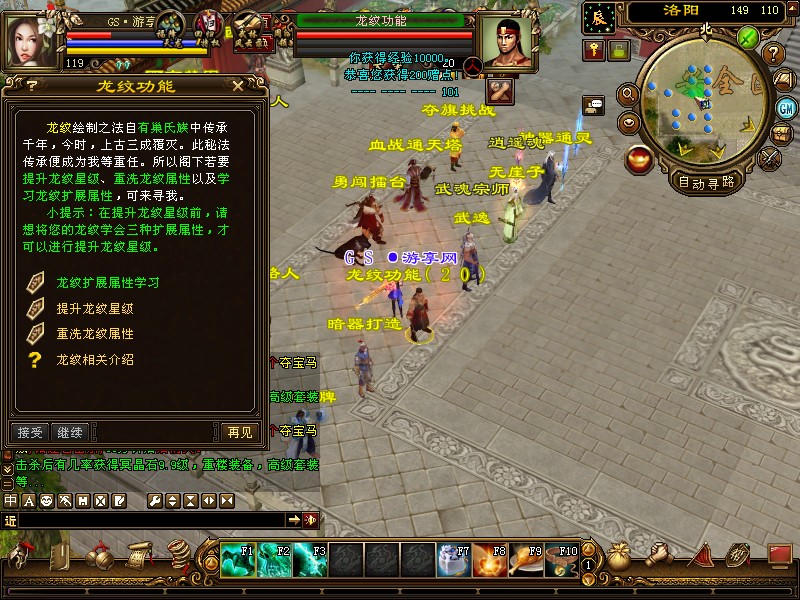 GS·游享
119
龙纹功能
20
你获得经验10000。
恭喜您获得200赠点!
101
洛阳
149 110
辰
北
GM
自动寻路
? 龙纹功能
龙纹绘制之法自有巢氏族中传承
千年，今时，上古三成覆灭。此秘法
传承便成为我等重任。所以阁下若要
提升龙纹星级、重洗龙纹属性以及学
习龙纹扩展属性，可来寻我。
小提示：在提升龙纹星级前，请
想将您的龙纹学会三种扩展属性，才
可以进行提升龙纹星级。
龙纹扩展属性学习
提升龙纹星级
重洗龙纹属性
? 龙纹相关介绍
接受 继续 再见
夺旗挑战
血战通天塔
逍遥魂
神器通灵
无崖子
勇闯擂台
武魂宗师
武逸
GS●游享网
龙纹功能(20)
暗器打造
夺宝马
高级套装牌
夺宝马
击杀后有几率获得冥晶石9.9级，重楼装备，高级套装
等...
中 A
近
F1 F2 F3 F7 F8 F9 F10
1